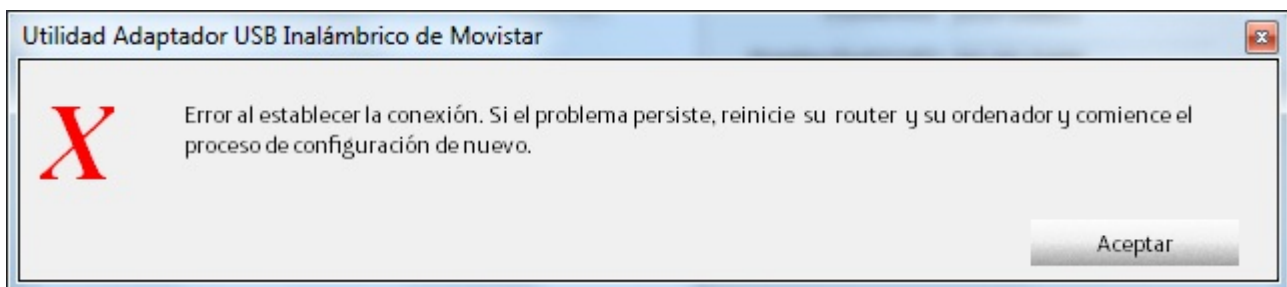 Utilidad Adaptador USB Inalámbrico de Movistar
Error al establecer la conexión. Si el problema persiste, reinicie su router y su ordenador y comience el
proceso de configuración de nuevo.
Aceptar